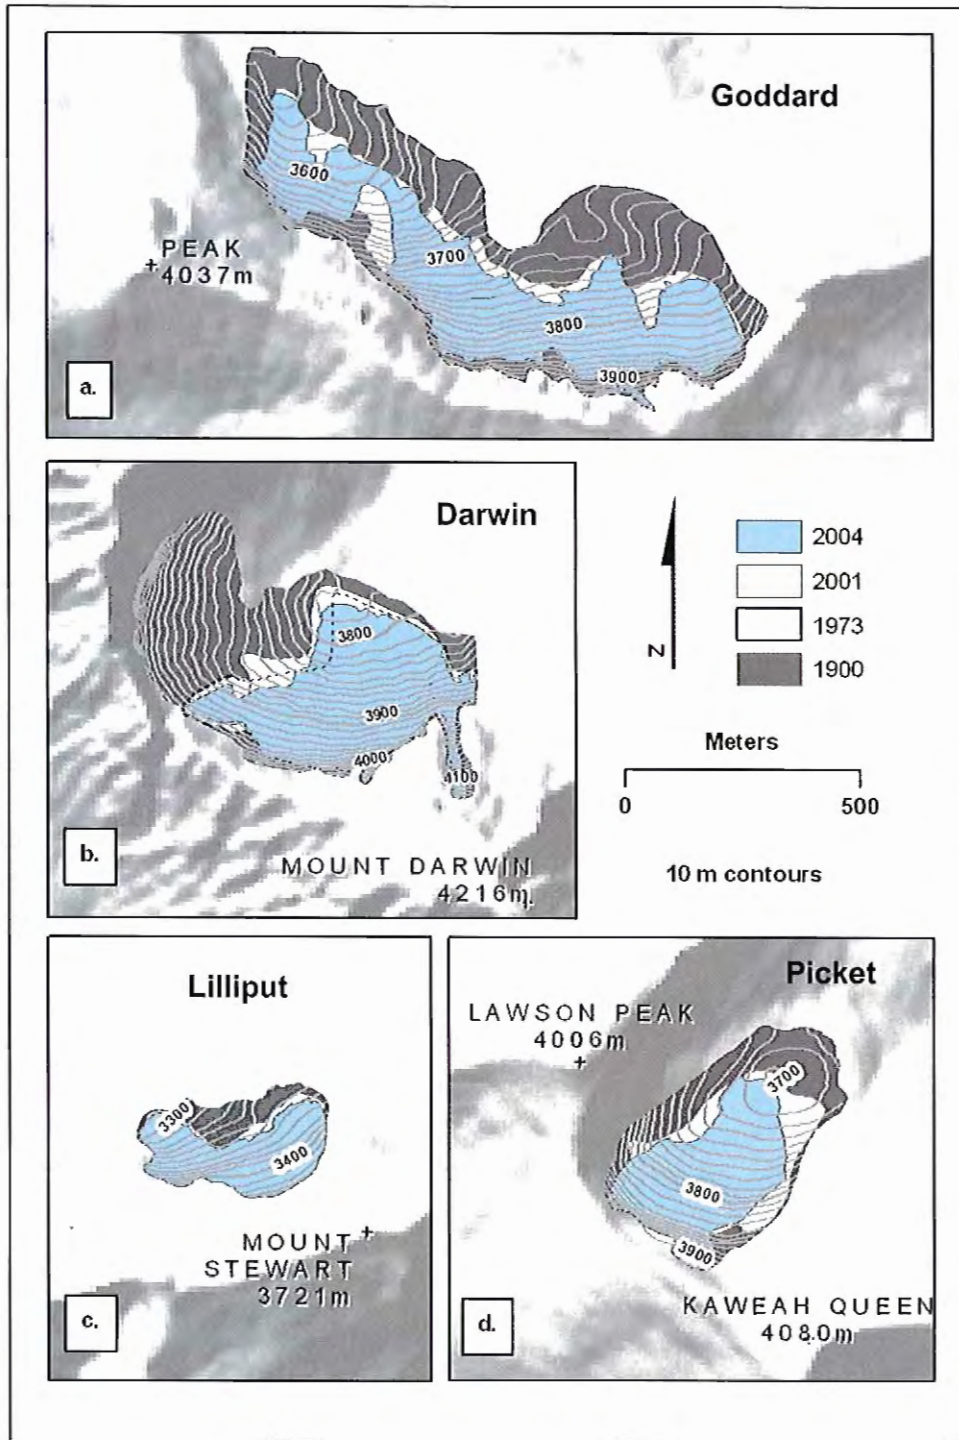 Goddard
3600
PEAK
4037m
3700
3800
3900
a.
Darwin
3800
3900
4000
4100
b.
MOUNT DARWIN
4216m.
2004
2001
1973
1900
N
Meters
0 500
10 m contours
Lilliput
3300
3400
MOUNT
STEWART
3721m
c.
Picket
LAWSON PEAK
4006m
3700
3800
3900
d.
KAWEAH QUEEN
4080m